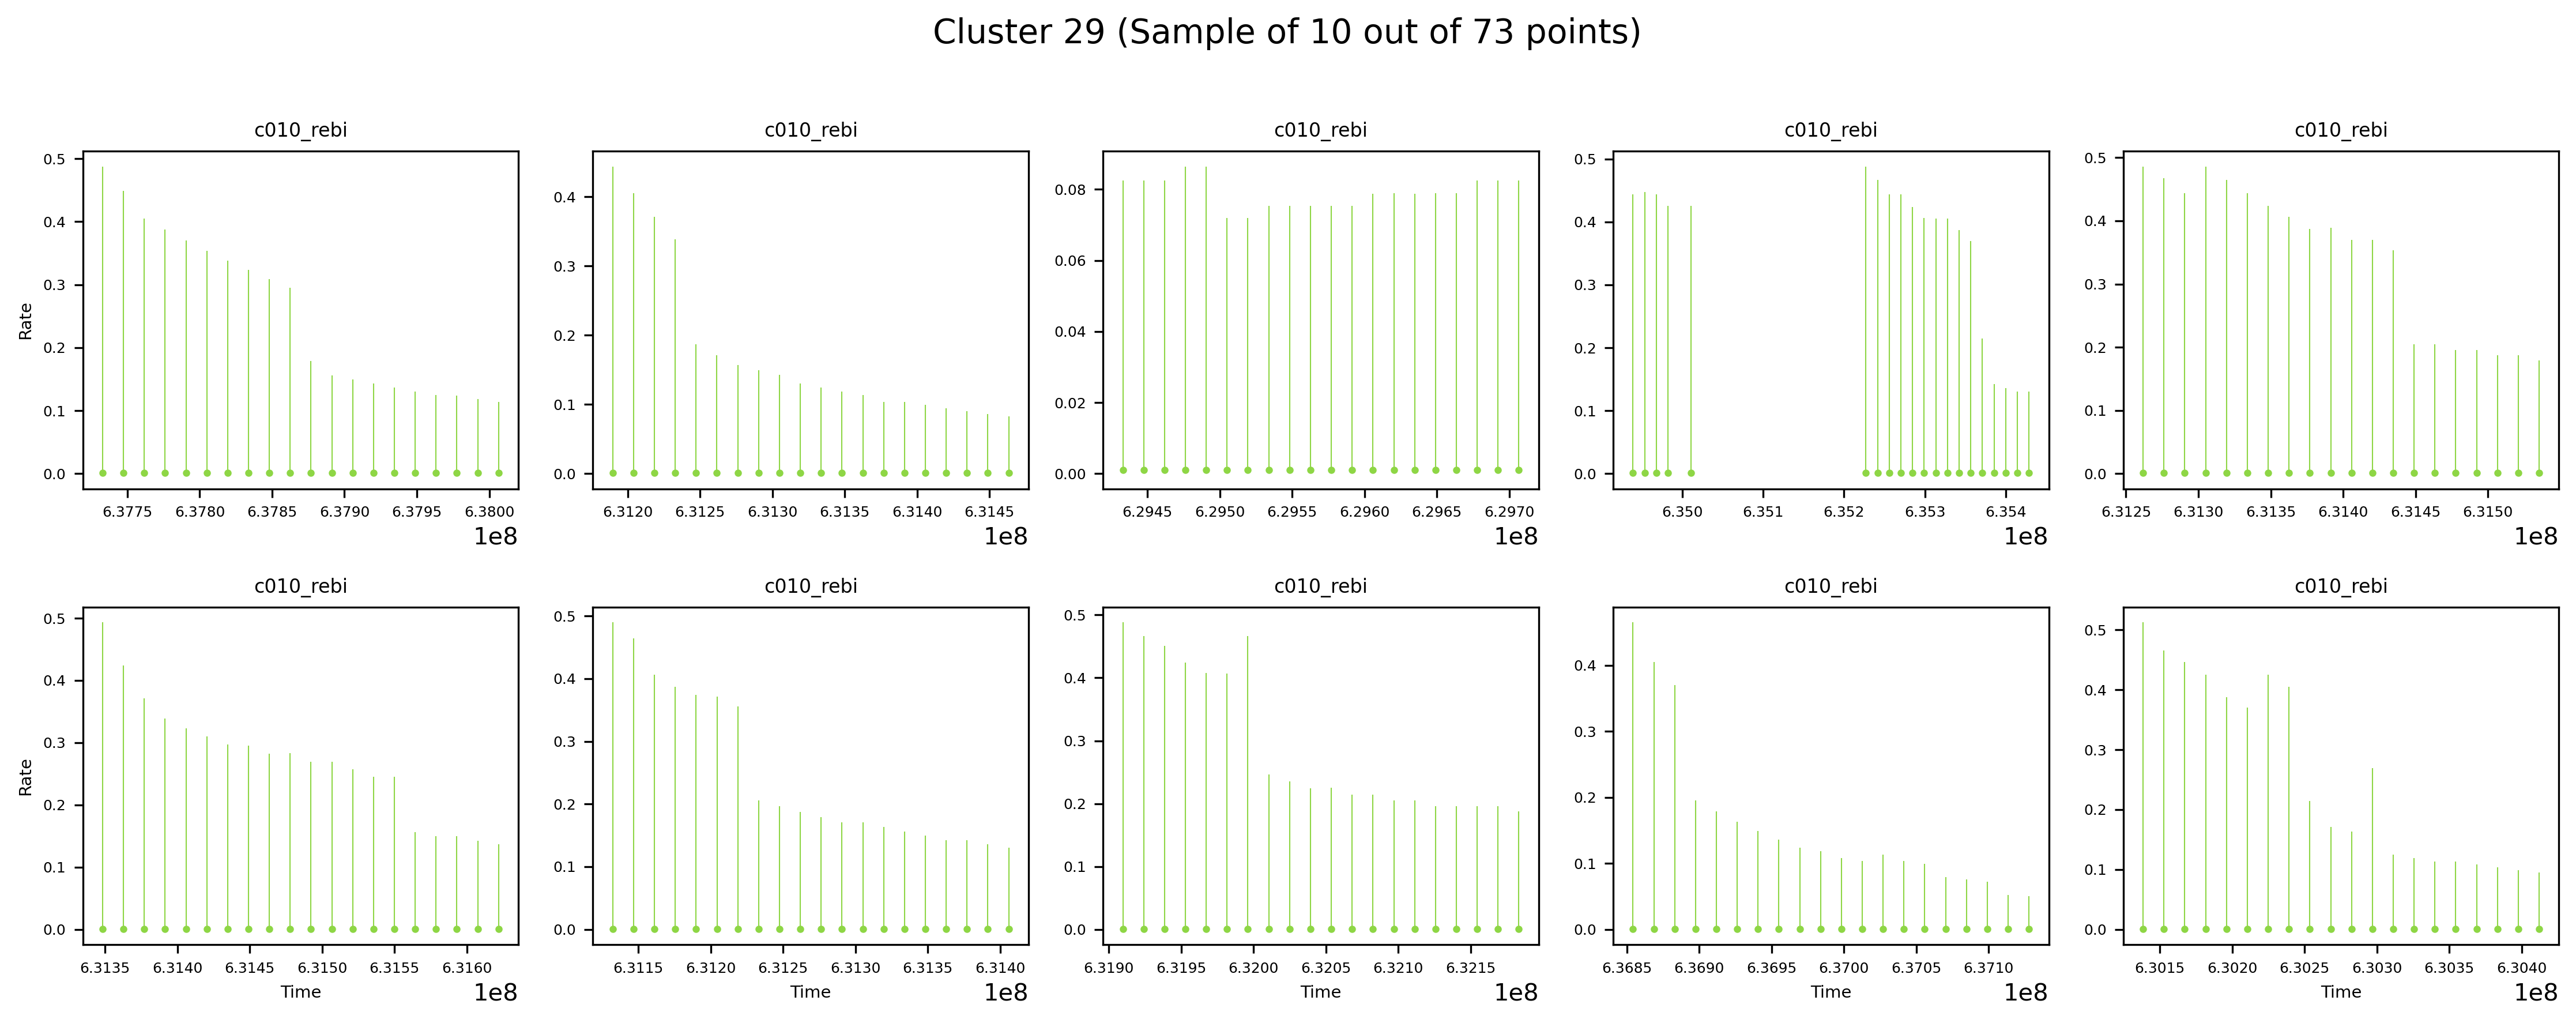 Cluster 29 (Sample of 10 out of 73 points)
c010_rebi c010_rebi c010_rebi c010_rebi c010_rebi
Rate
0.5 0.4 0.3 0.2 0.1 0.0
6.3775 6.3780 6.3785 6.3790 6.3795 6.3800
1e8
0.4 0.3 0.2 0.1 0.0
6.3120 6.3125 6.3130 6.3135 6.3140 6.3145
1e8
0.08 0.06 0.04 0.02 0.00
6.2945 6.2950 6.2955 6.2960 6.2965 6.2970
1e8
0.5 0.4 0.3 0.2 0.1 0.0
6.350 6.351 6.352 6.353 6.354
1e8
0.5 0.4 0.3 0.2 0.1 0.0
6.3125 6.3130 6.3135 6.3140 6.3145 6.3150
1e8
c010_rebi c010_rebi c010_rebi c010_rebi c010_rebi
Rate
0.5 0.4 0.3 0.2 0.1 0.0
6.3135 6.3140 6.3145 6.3150 6.3155 6.3160
Time
1e8
0.5 0.4 0.3 0.2 0.1 0.0
6.3115 6.3120 6.3125 6.3130 6.3135 6.3140
Time
1e8
0.5 0.4 0.3 0.2 0.1 0.0
6.3190 6.3195 6.3200 6.3205 6.3210 6.3215
Time
1e8
0.4 0.3 0.2 0.1 0.0
6.3685 6.3690 6.3695 6.3700 6.3705 6.3710
Time
1e8
0.5 0.4 0.3 0.2 0.1 0.0
6.3015 6.3020 6.3025 6.3030 6.3035 6.3040
Time
1e8